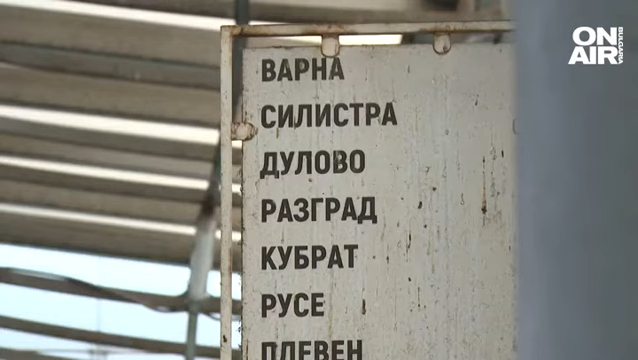 ON
AIR
BULGARIA
ВАРНА
СИЛИСТРА
ДУЛОВО
РАЗГРАД
КУБРАТ
РУСЕ
ПЛЕВЕН